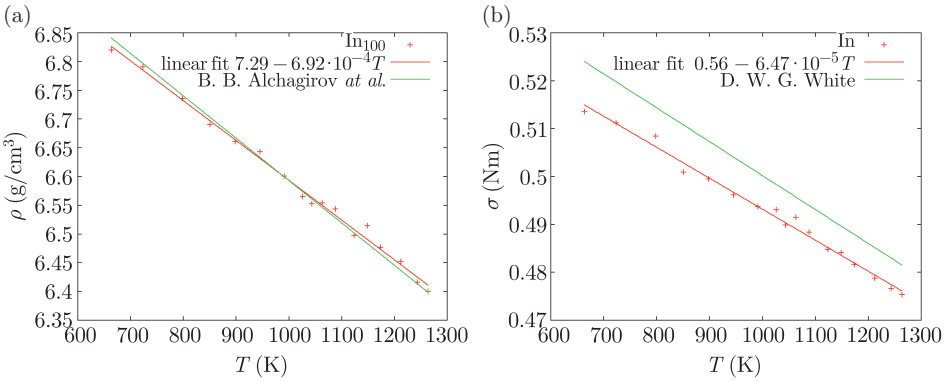 (a)
6.85
6.8
6.75
6.7
6.65
6.6
6.55
6.5
6.45
6.4
6.35
ρ (g/cm³)
In₁₀₀
linear fit 7.29 − 6.92·10⁻⁴T
B. B. Alchagirov et al.
600 700 800 900 1000 1100 1200 1300
T (K)
(b)
0.53
0.52
0.51
0.5
0.49
0.48
0.47
σ (Nm)
In
linear fit 0.56 − 6.47·10⁻⁵T
D. W. G. White
600 700 800 900 1000 1100 1200 1300
T (K)